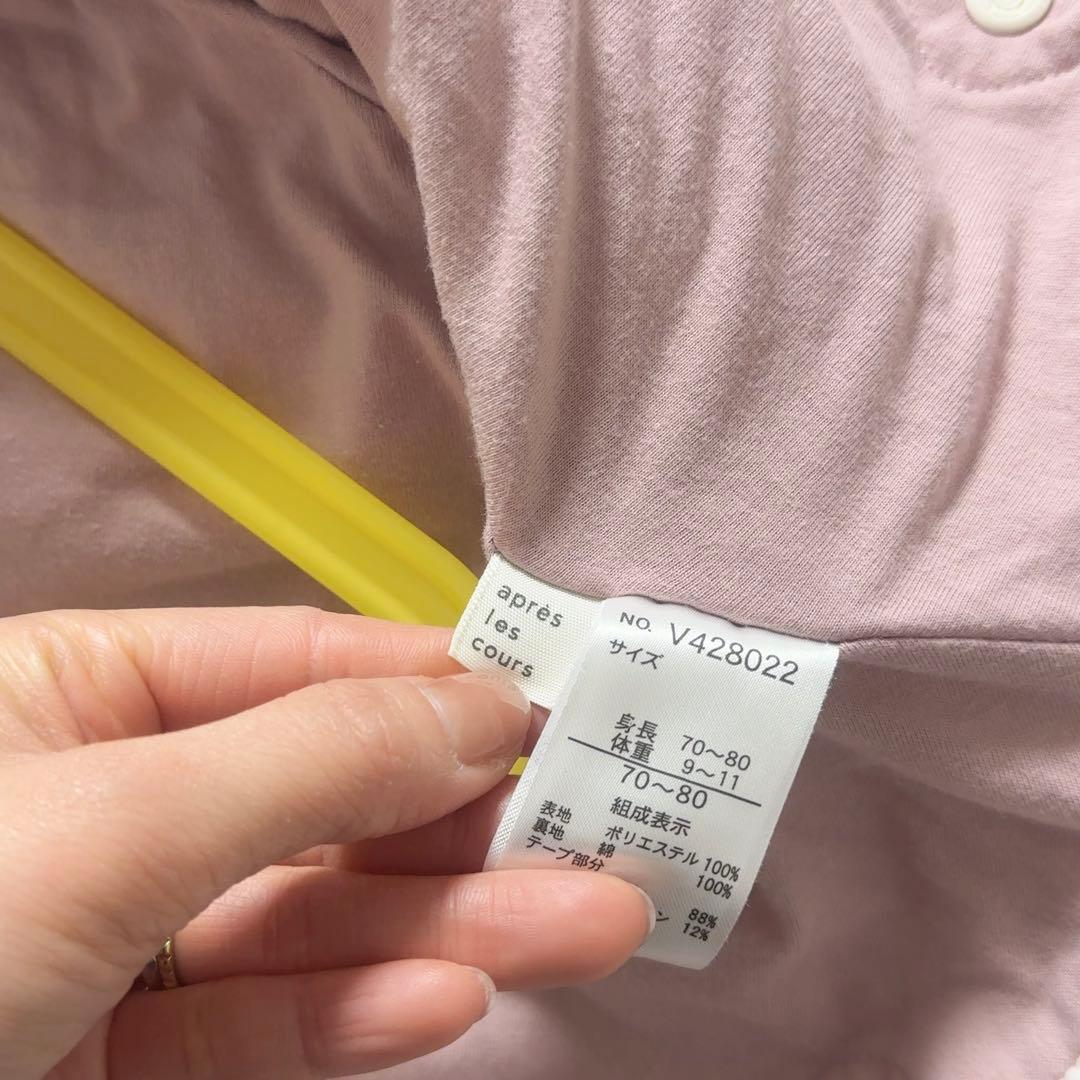 après
les
cours
NO. V428022
サイズ
身長 70～80
体重 9～11
70～80
組成表示
表地 ポリエステル 100%
裏地 綿 100%
テープ部分
ン 88%
12%